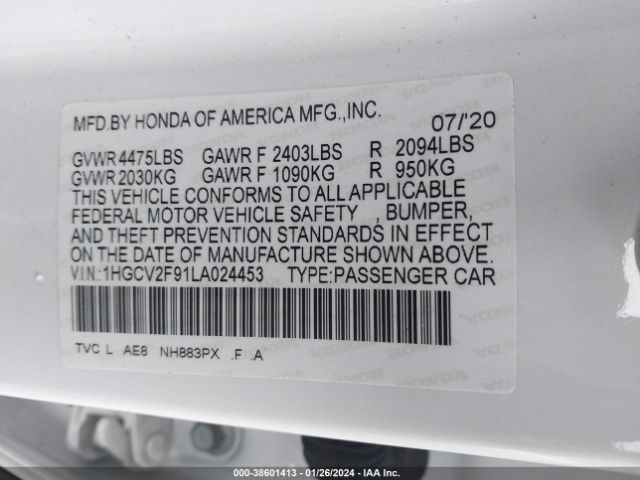 MFD.BY HONDA OF AMERICA MFG.,INC. 07/'20
GVWR 4475LBS GAWR F 2403LBS R 2094LBS
GVWR 2030KG GAWR F 1090KG R 950KG
THIS VEHICLE CONFORMS TO ALL APPLICABLE
FEDERAL MOTOR VEHICLE SAFETY , BUMPER,
AND THEFT PREVENTION STANDARDS IN EFFECT
ON THE DATE OF MANUFACTURE SHOWN ABOVE.
V.I.N.:1HGCV2F91LA024453 TYPE:PASSENGER CAR
TVC L AE8 NH883PX .F .A
000-38601413 - 01/26/2024 - IAA Inc.